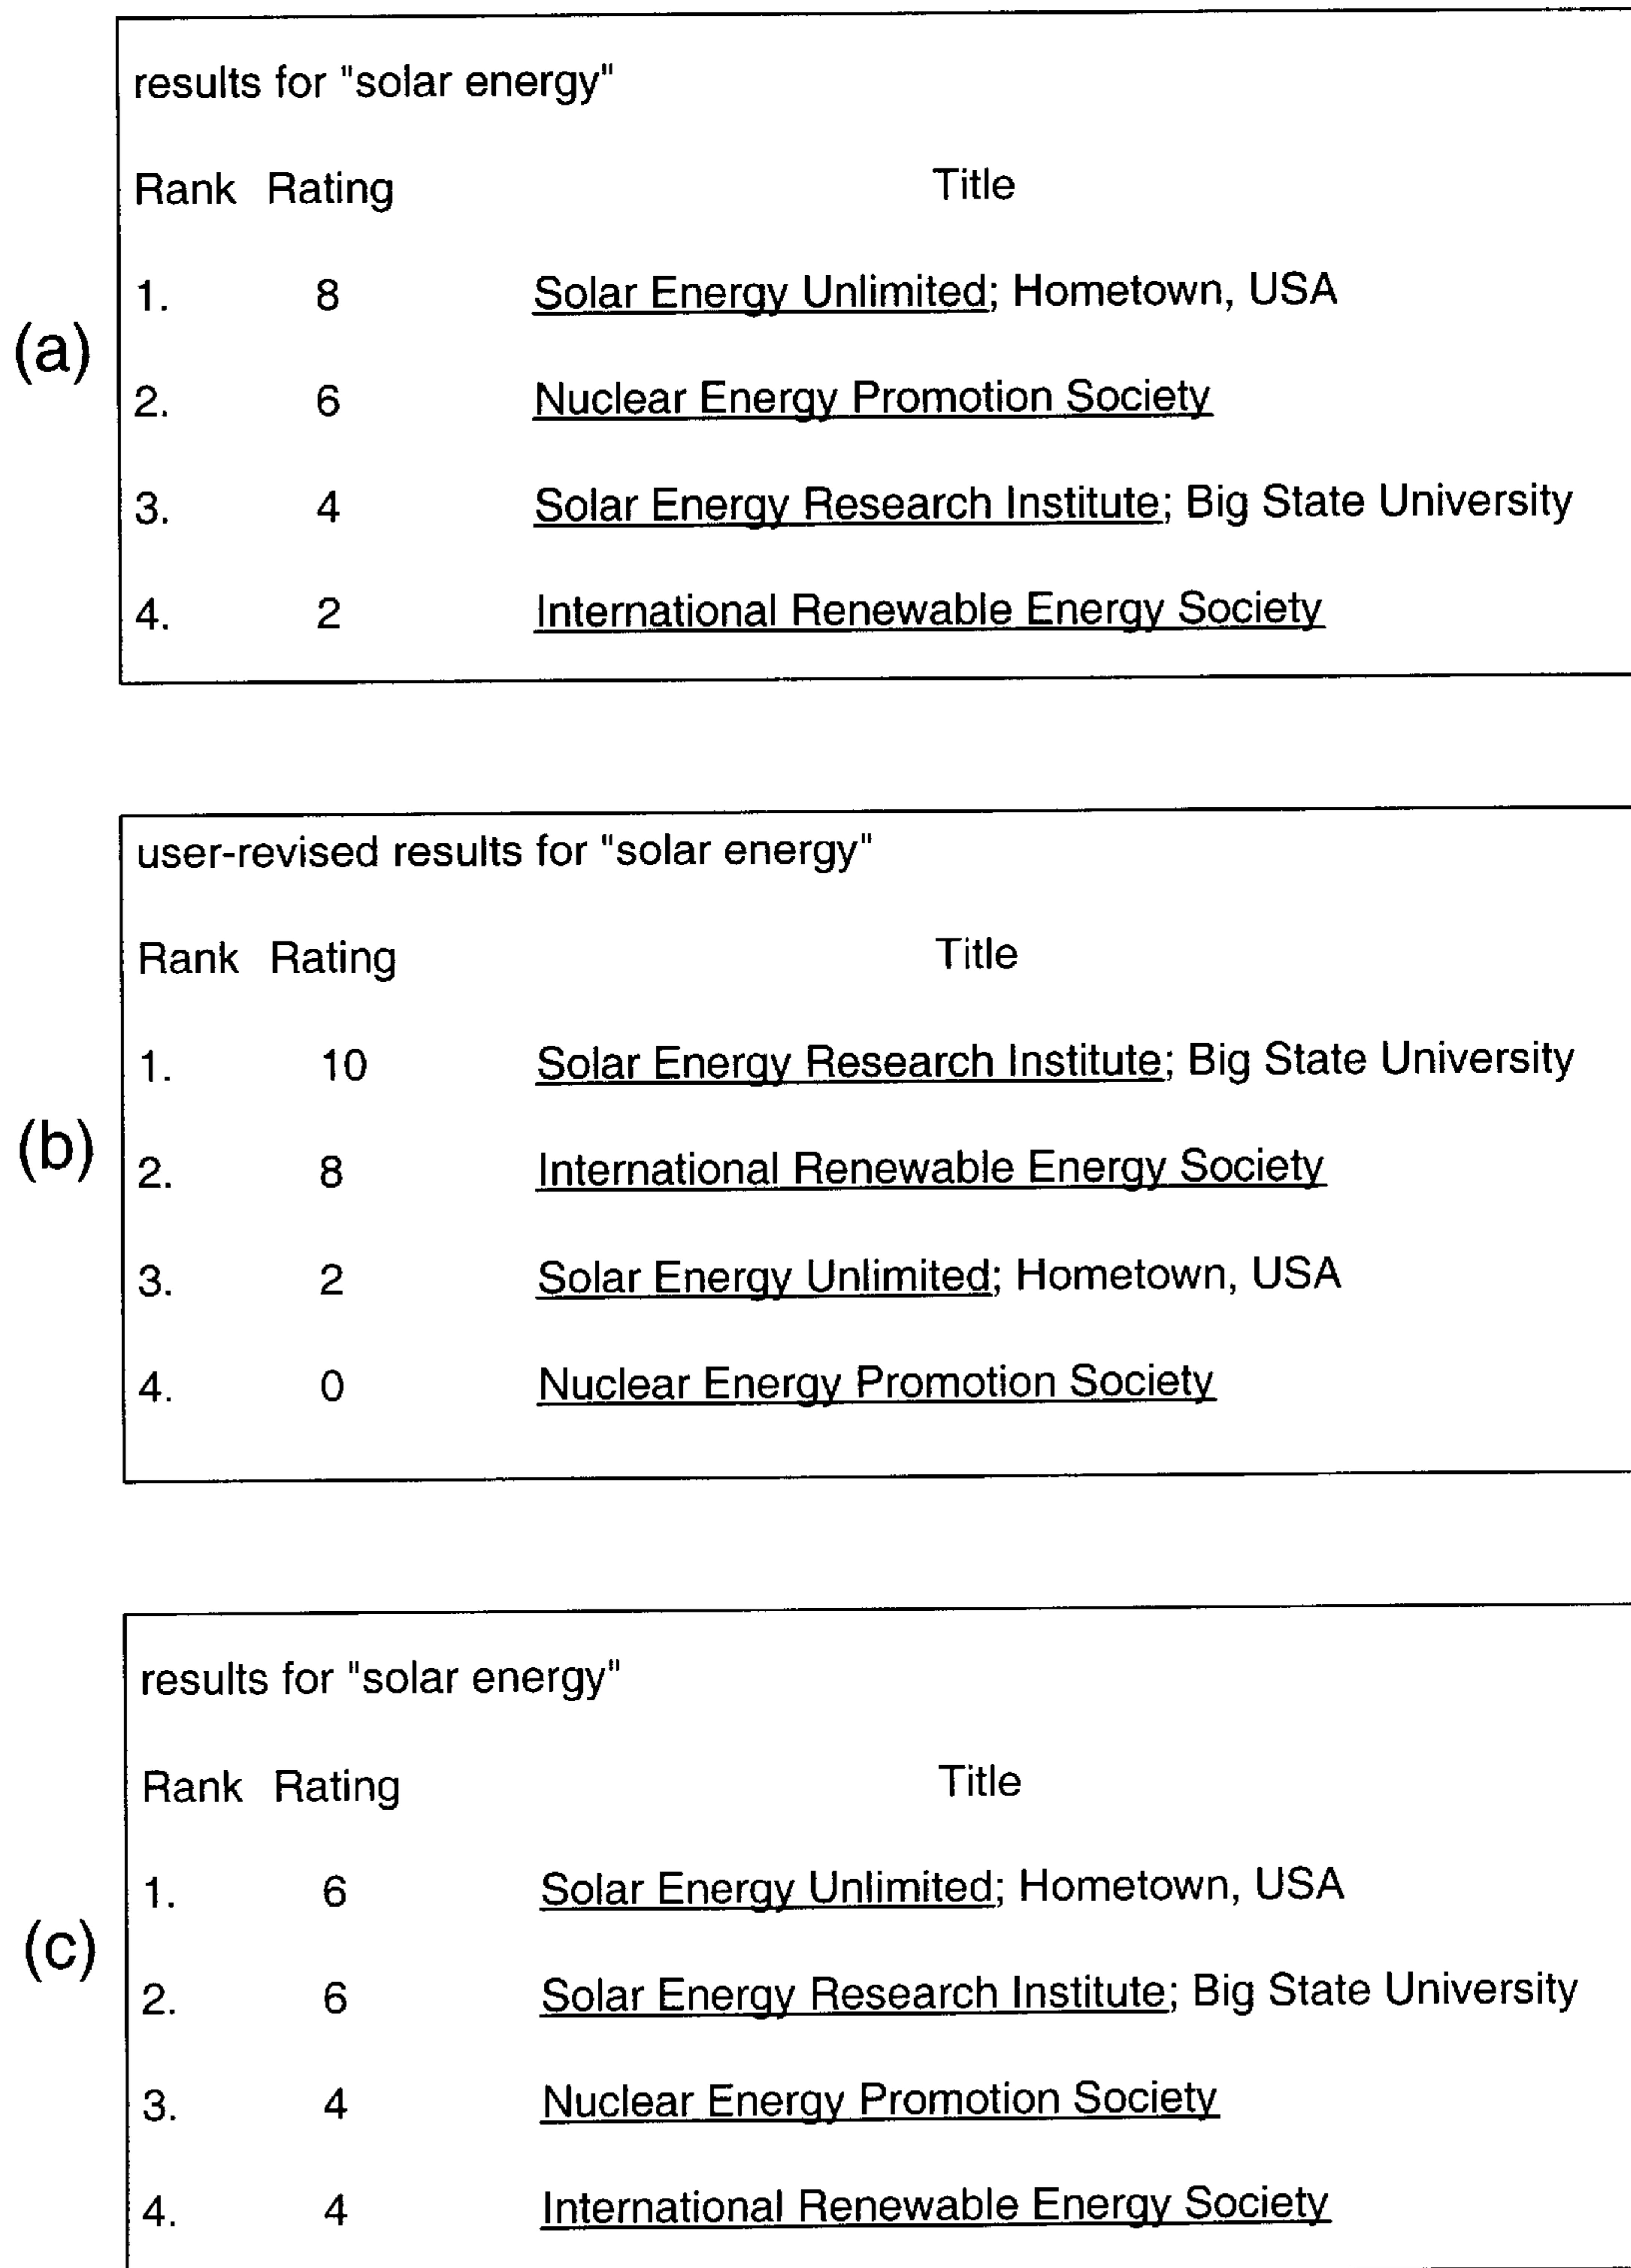 (a)
results for "solar energy"
Rank Rating Title
1. 8 Solar Energy Unlimited; Hometown, USA
2. 6 Nuclear Energy Promotion Society
3. 4 Solar Energy Research Institute; Big State University
4. 2 International Renewable Energy Society
(b)
user-revised results for "solar energy"
Rank Rating Title
1. 10 Solar Energy Research Institute; Big State University
2. 8 International Renewable Energy Society
3. 2 Solar Energy Unlimited; Hometown, USA
4. 0 Nuclear Energy Promotion Society
(c)
results for "solar energy"
Rank Rating Title
1. 6 Solar Energy Unlimited; Hometown, USA
2. 6 Solar Energy Research Institute; Big State University
3. 4 Nuclear Energy Promotion Society
4. 4 International Renewable Energy Society